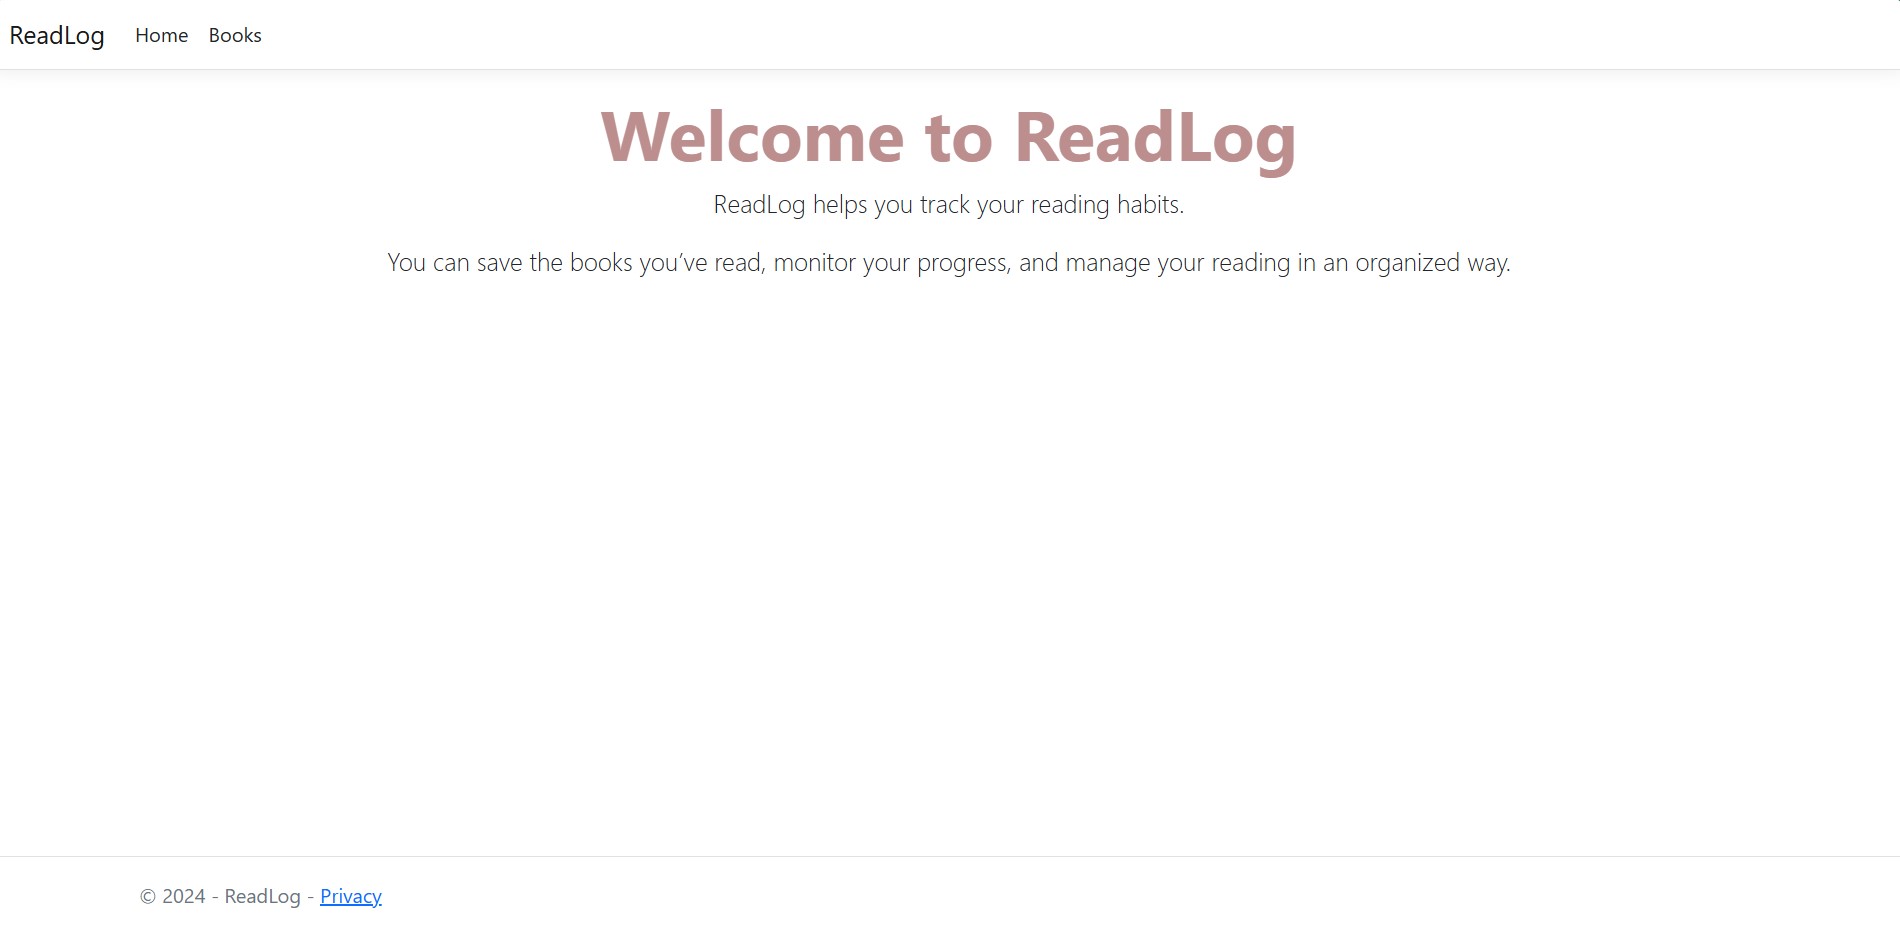 ReadLog Home Books
Welcome to ReadLog
ReadLog helps you track your reading habits.
You can save the books you’ve read, monitor your progress, and manage your reading in an organized way.
© 2024 - ReadLog - Privacy